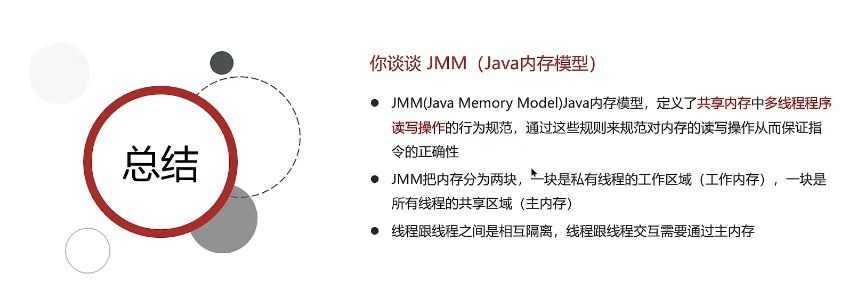 总结
你谈谈 JMM（Java内存模型）
JMM(Java Memory Model)Java内存模型，定义了共享内存中多线程程序
读写操作的行为规范，通过这些规则来规范对内存的读写操作从而保证指
令的正确性
JMM把内存分为两块，一块是私有线程的工作区域（工作内存），一块是
所有线程的共享区域（主内存）
线程跟线程之间是相互隔离，线程跟线程交互需要通过主内存